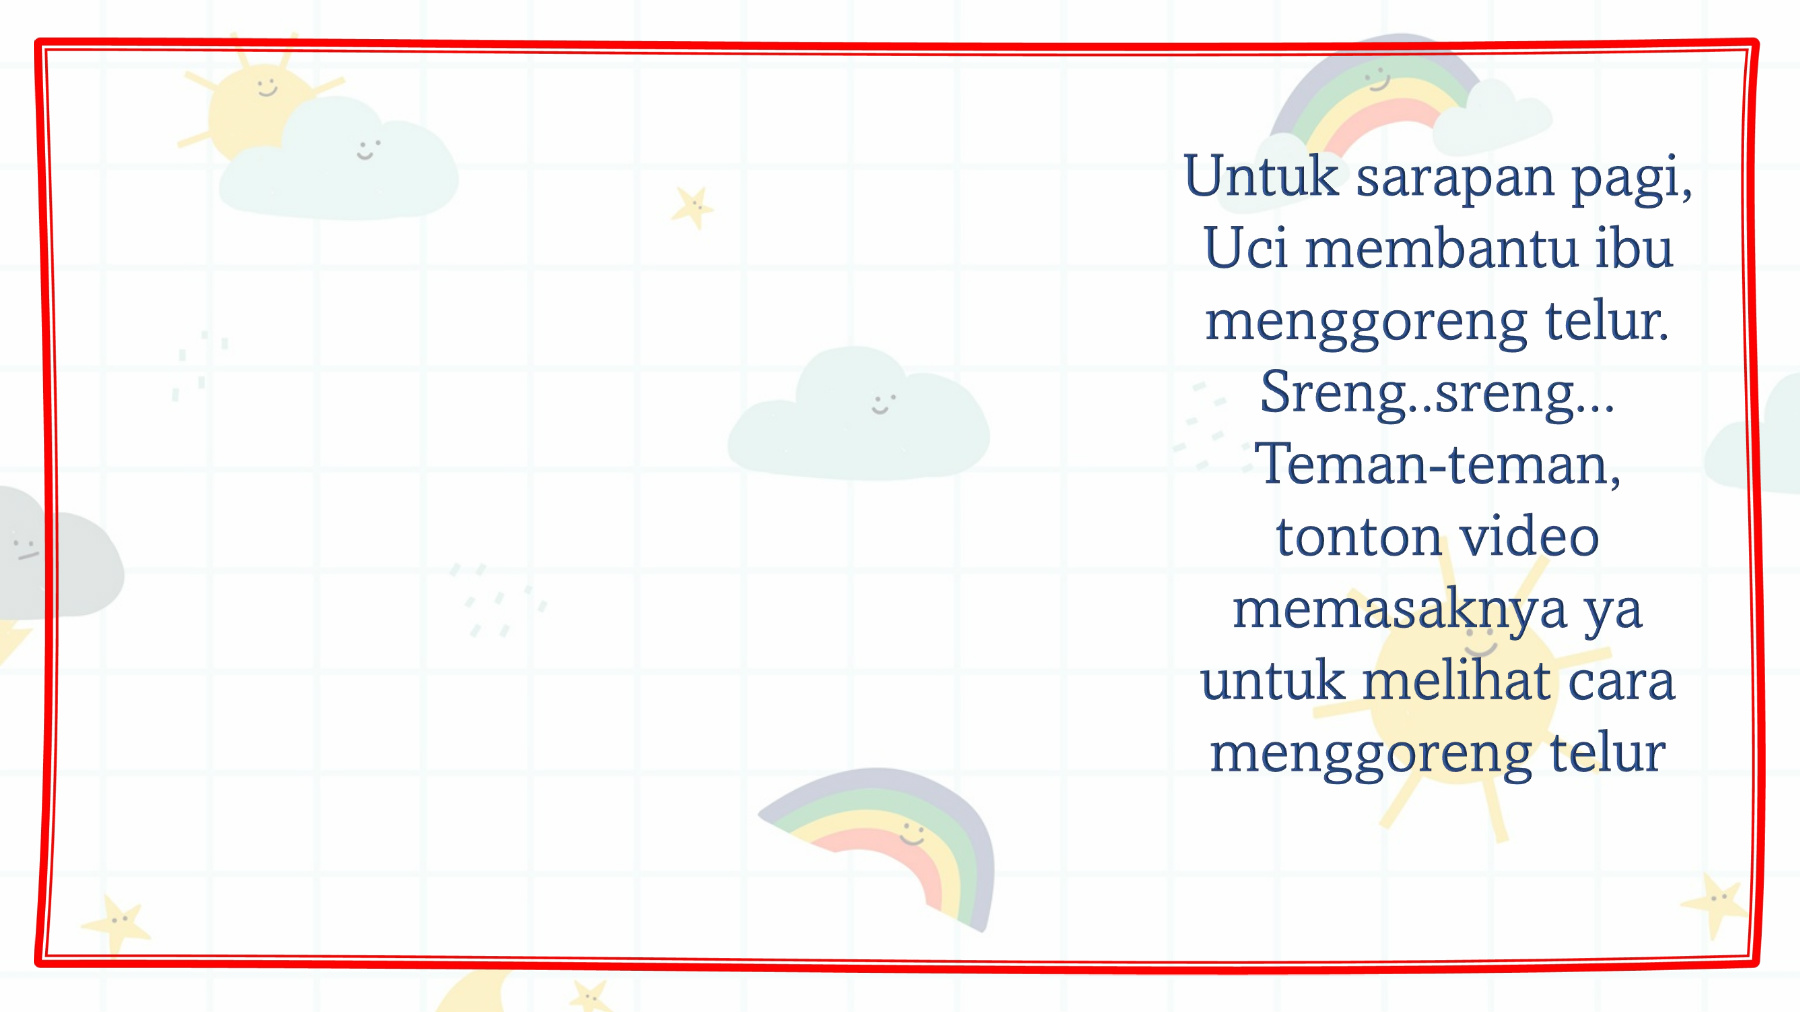 Untuk sarapan pagi,
Uci membantu ibu
menggoreng telur.
Sreng..sreng...
Teman-teman,
tonton video
memasaknya ya
untuk melihat cara
menggoreng telur